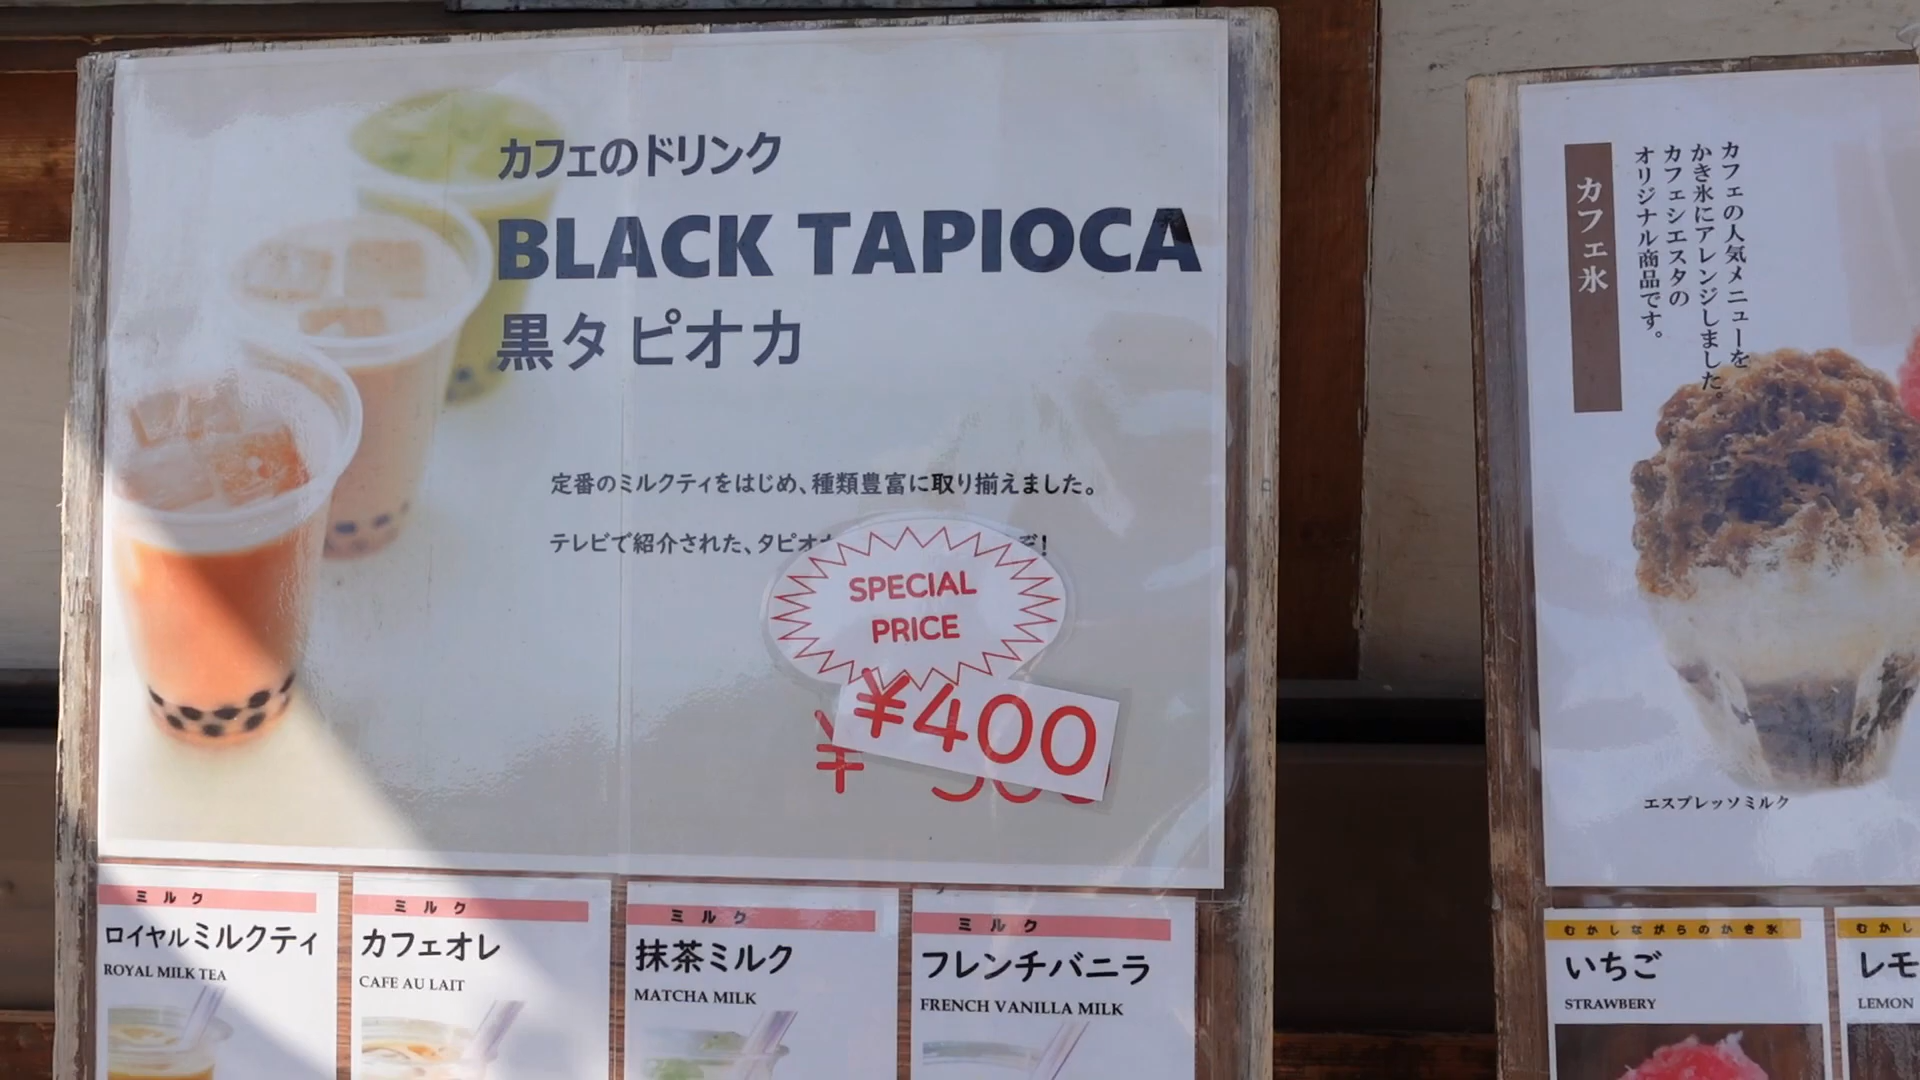 カフェのドリンク
BLACK TAPIOCA
黒タピオカ
定番のミルクティをはじめ、種類豊富に取り揃えました。
テレビで紹介された、タピオ
SPECIAL
PRICE
¥400
¥
ミルク
ロイヤルミルクティ
ROYAL MILK TEA
ミルク
カフェオレ
CAFE AU LAIT
ミルク
抹茶ミルク
MATCHA MILK
ミルク
フレンチバニラ
FRENCH VANILLA MILK
カフェの人気メニューを
かき氷にアレンジしました。
カフェシエスタの
オリジナル商品です。
カフェ氷
エスプレッソミルク
むかしながらのかき氷
いちご
STRAWBERY
むかし
レモ
LEMON